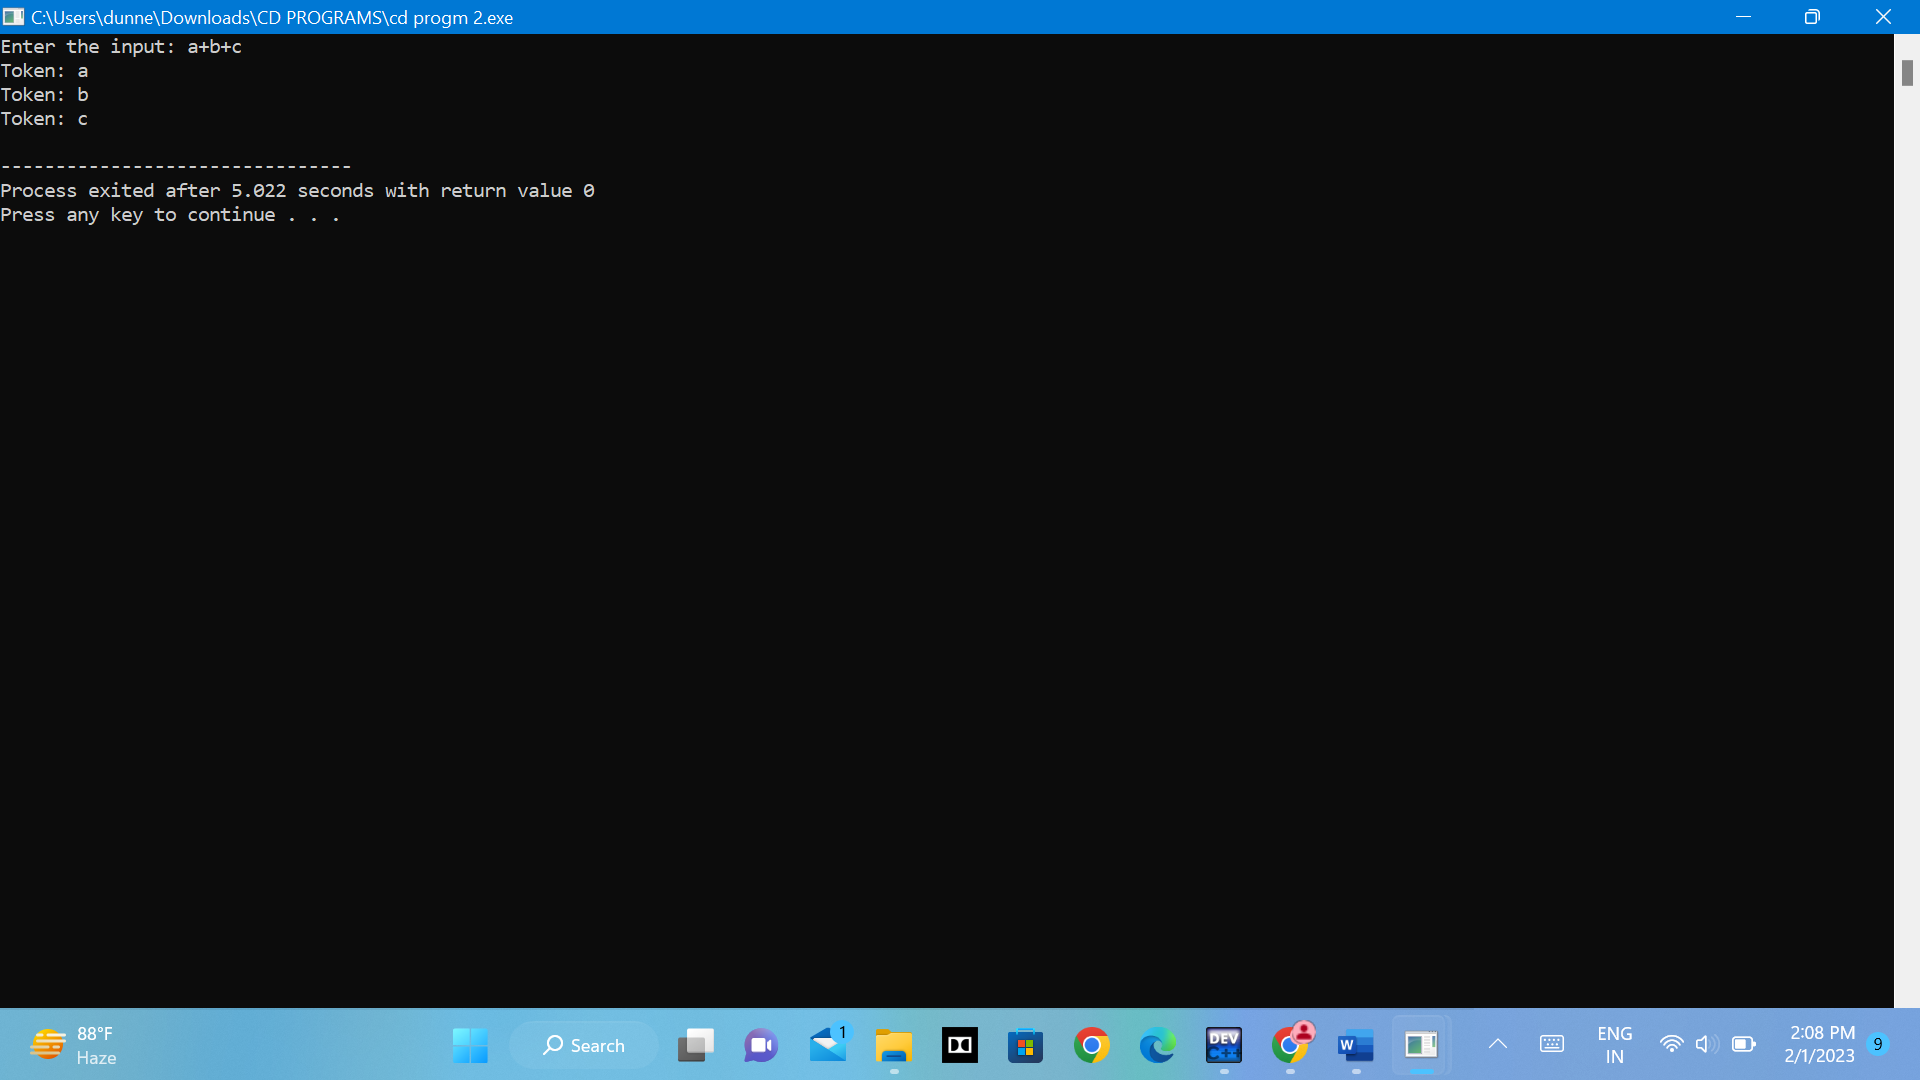 C:\Users\dunne\Downloads\CD PROGRAMS\cd progm 2.exe
Enter the input: a+b+c
Token: a
Token: b
Token: c
--------------------------------
Process exited after 5.022 seconds with return value 0
Press any key to continue . . .
88°F
Haze
Search
1
DEV
C++
W
ENG
IN
2:08 PM
2/1/2023
9